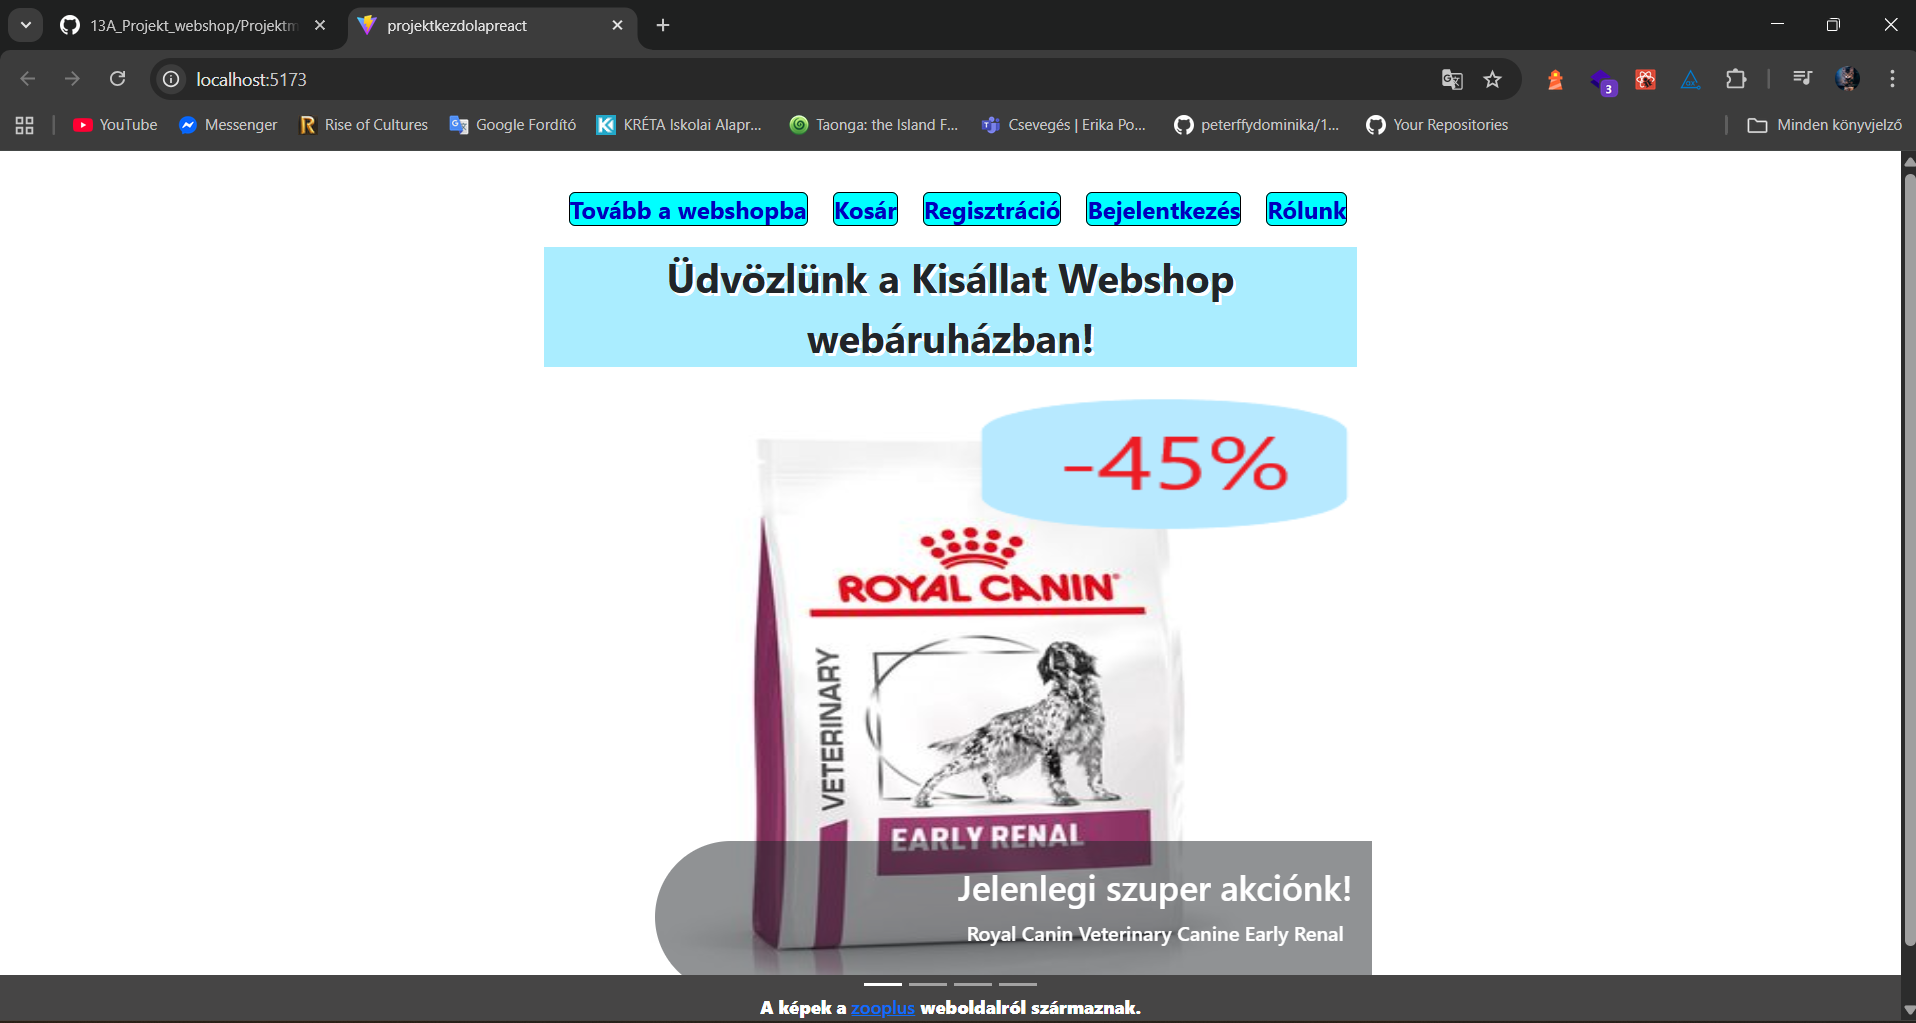 13A_Projekt_webshop/Projektm
projektkezdolapreact
localhost:5173
3
YouTube
Messenger
Rise of Cultures
Google Fordító
KRÉTA Iskolai Alapr...
Taonga: the Island F...
Csevegés | Erika Po...
peterffydominika/1...
Your Repositories
Minden könyvjelző
Tovább a webshopba
Kosár
Regisztráció
Bejelentkezés
Rólunk
Üdvözlünk a Kisállat Webshop
webáruházban!
-45%
ROYAL CANIN
VETERINARY
EARLY RENAL
Jelenlegi szuper akciónk!
Royal Canin Veterinary Canine Early Renal
A képek a zooplus weboldalról származnak.